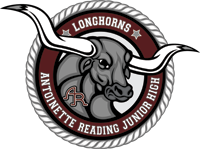 LONGHORNS
AR
ANTOINETTE READING JUNIOR HIGH